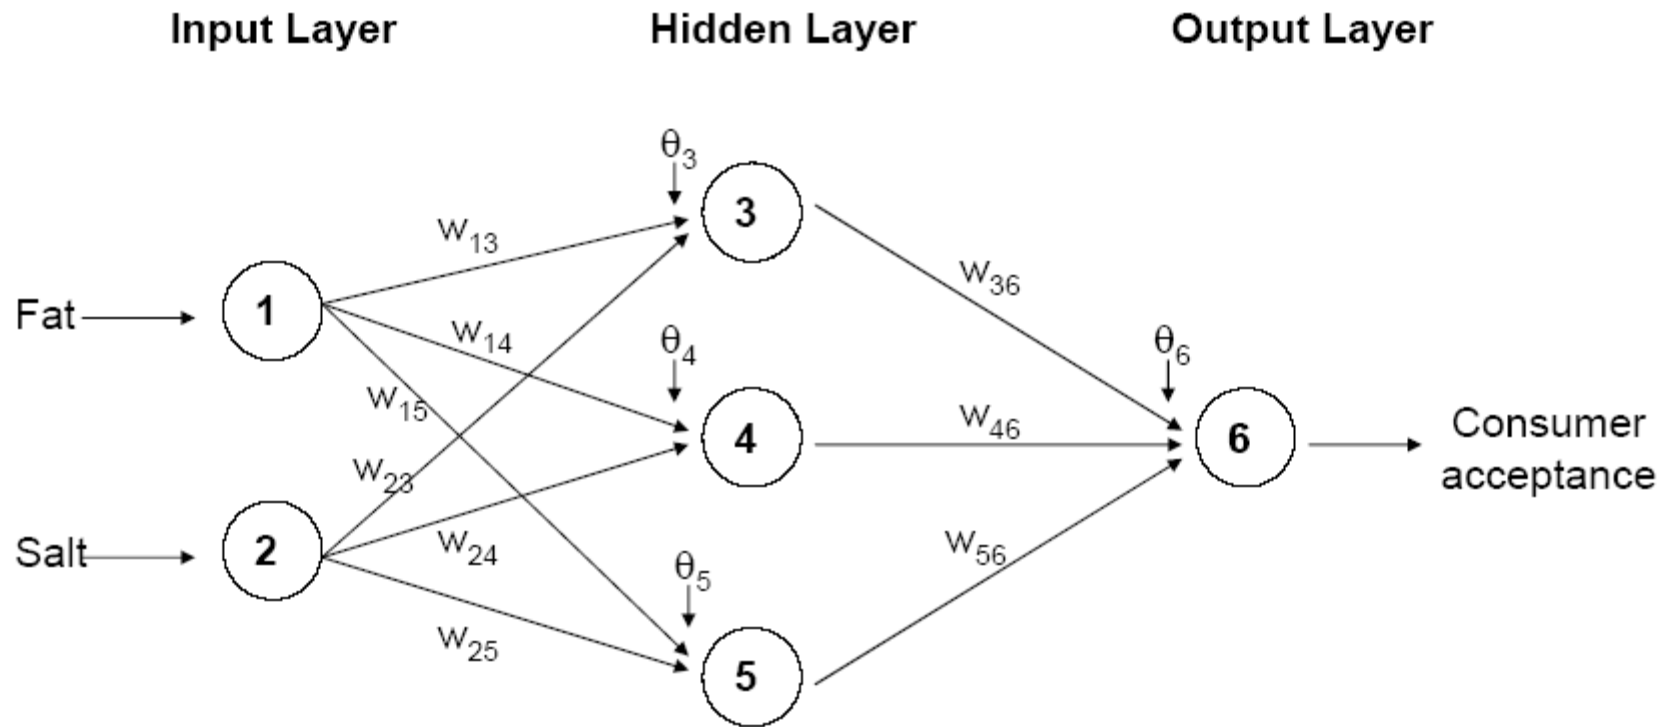 Input Layer
Hidden Layer
Output Layer
θ3
3
w13
w36
Fat
1
w14
θ4
θ6
w15
w46
4
6
Consumer
acceptance
w23
Salt
2
w24
w56
θ5
w25
5